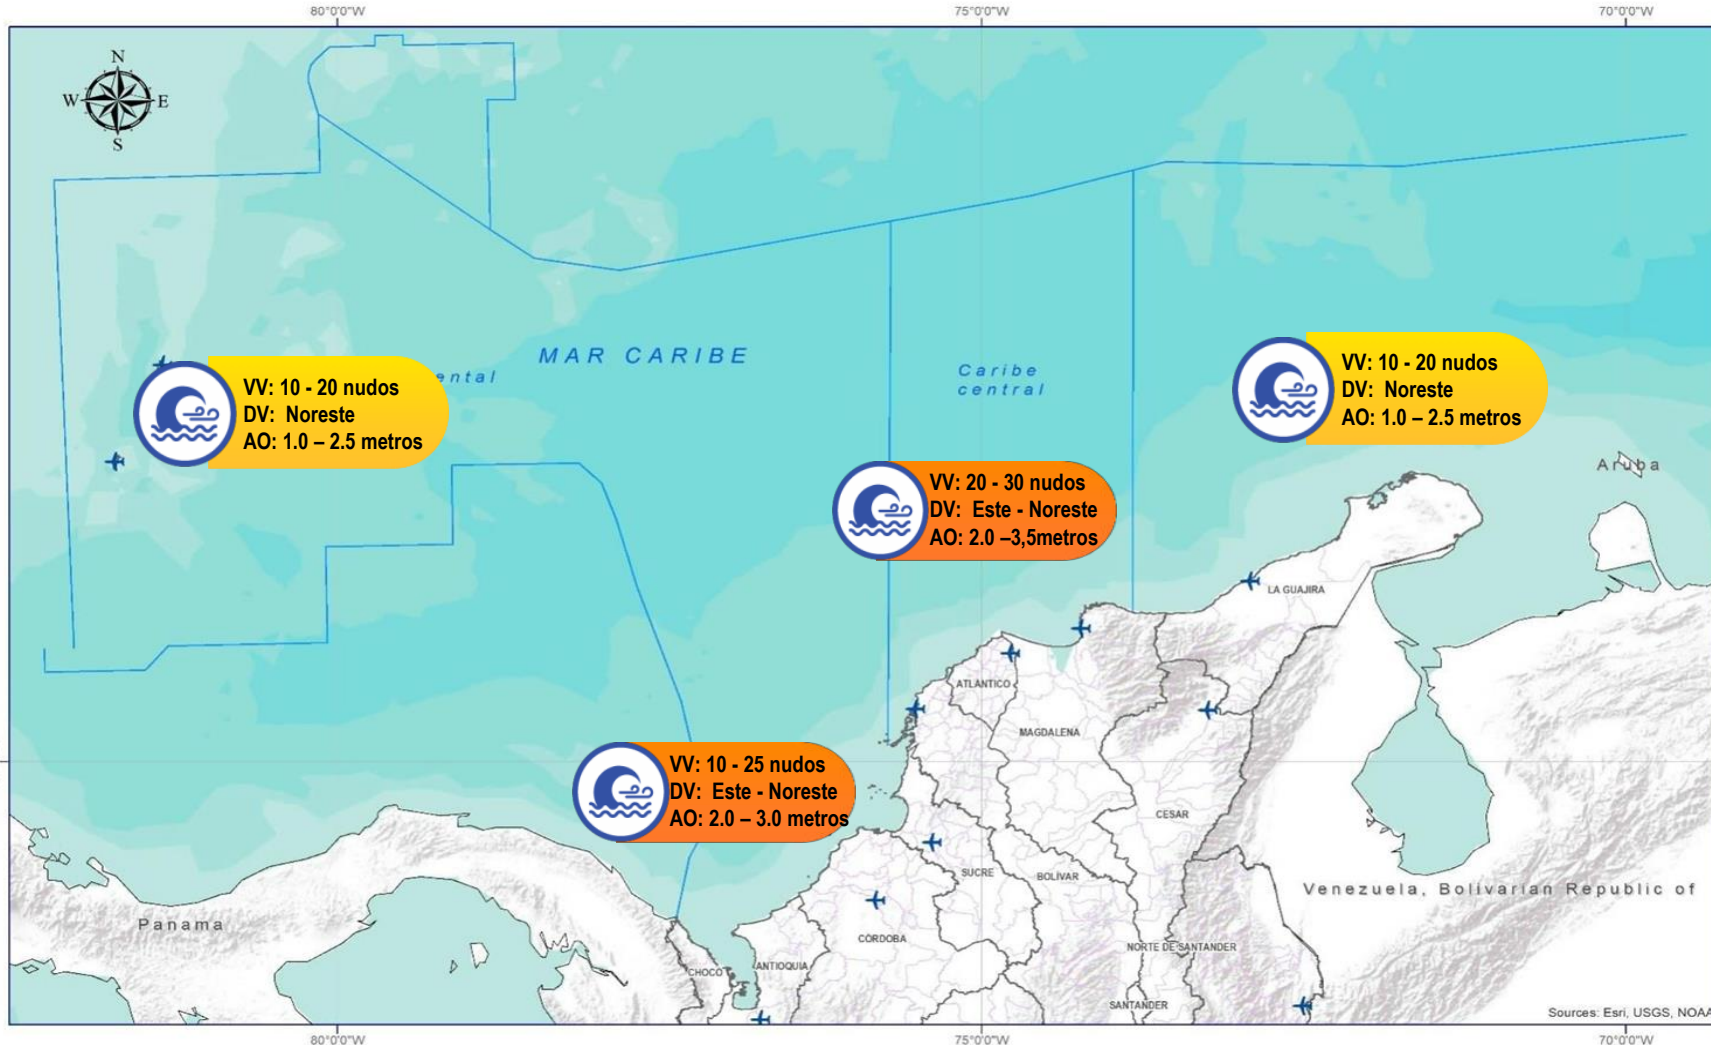 80°0'0"W
75°0'0"W
70°0'0"W
N
W
E
S
MAR CARIBE
ental
Caribe
central
VV: 10 - 20 nudos
DV: Noreste
AO: 1.0 – 2.5 metros
VV: 10 - 20 nudos
DV: Noreste
AO: 1.0 – 2.5 metros
Aruba
VV: 20 - 30 nudos
DV: Este - Noreste
AO: 2.0 –3,5metros
LA GUAJIRA
ATLANTICO
MAGDALENA
VV: 10 - 25 nudos
DV: Este - Noreste
AO: 2.0 – 3.0 metros
CESAR
SUCRE
BOLIVAR
Venezuela, Bolivarian Republic of
Panama
CORDOBA
NORTE DE SANTANDER
CHOCO
ANTIOQUIA
SANTANDER
Sources: Esri, USGS, NOAA
80°0'0"W
75°0'0"W
70°0'0"W